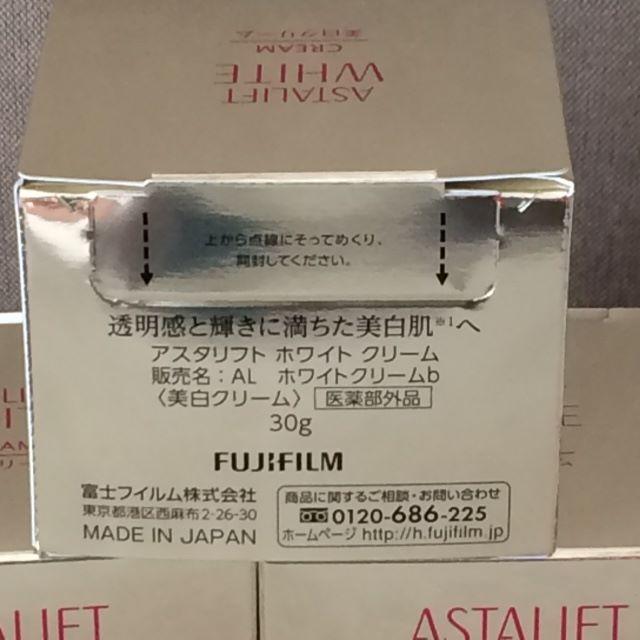 美白クリーム
CREAM
WHITE
ASTALIFT
上から点線にそってめくり、
開封してください。
透明感と輝きに満ちた美白肌※1へ
アスタリフト ホワイト クリーム
販売名：AL ホワイトクリームb
〈美白クリーム〉 医薬部外品
30g
FUJIFILM
富士フイルム株式会社
東京都港区西麻布2-26-30
MADE IN JAPAN
商品に関するご相談・お問い合わせ
0120-686-225
ホームページ http://h.fujifilm.jp
ALIFT
ASTALIFT